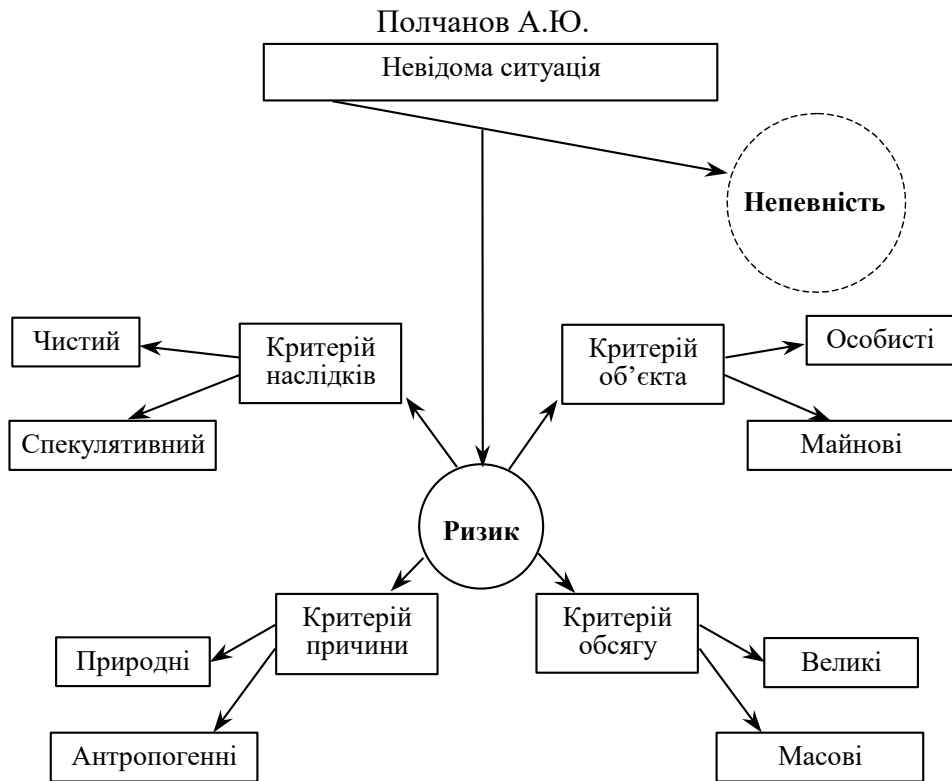 Полчанов А.Ю.
Невідома ситуація
Непевність
Чистий
Критерій
наслідків
Критерій
об’єкта
Особисті
Спекулятивний
Майнові
Ризик
Критерій
причини
Критерій
обсягу
Природні
Великі
Антропогенні
Масові